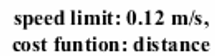 speed limit: 0.12 m/s,
cost funtion: distance